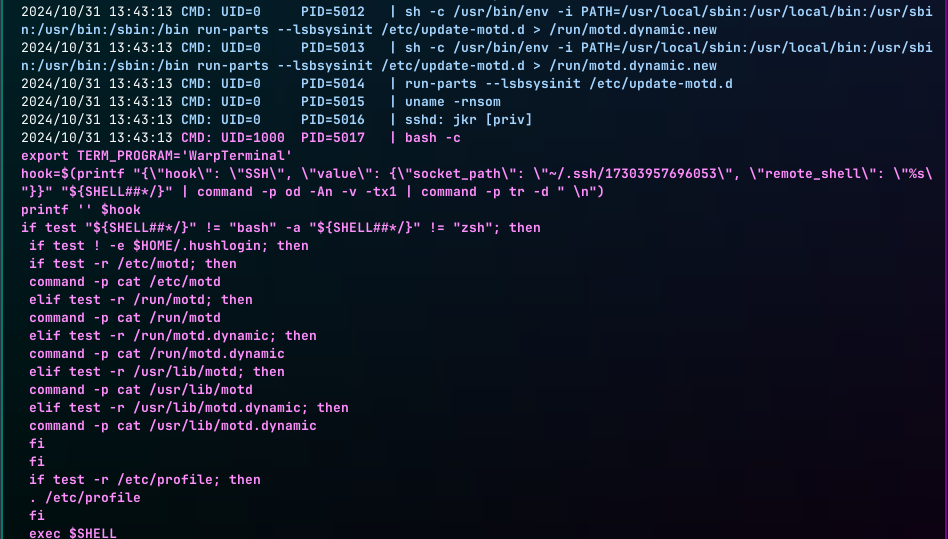 2024/10/31 13:43:13 CMD: UID=0     PID=5012   | sh -c /usr/bin/env -i PATH=/usr/local/sbin:/usr/local/bin:/usr/sbi
n:/usr/bin:/sbin:/bin run-parts --lsbsysinit /etc/update-motd.d > /run/motd.dynamic.new
2024/10/31 13:43:13 CMD: UID=0     PID=5013   | sh -c /usr/bin/env -i PATH=/usr/local/sbin:/usr/local/bin:/usr/sbi
n:/usr/bin:/sbin:/bin run-parts --lsbsysinit /etc/update-motd.d > /run/motd.dynamic.new
2024/10/31 13:43:13 CMD: UID=0     PID=5014   | run-parts --lsbsysinit /etc/update-motd.d
2024/10/31 13:43:13 CMD: UID=0     PID=5015   | uname -rnsom
2024/10/31 13:43:13 CMD: UID=0     PID=5016   | sshd: jkr [priv]
2024/10/31 13:43:13 CMD: UID=1000  PID=5017   | bash -c
export TERM_PROGRAM='WarpTerminal'
hook=$(printf "{\"hook\": \"SSH\", \"value\": {\"socket_path\": \"~/.ssh/17303957696053\", \"remote_shell\": \"%s\
"}}" "${SHELL##*/}" | command -p od -An -v -tx1 | command -p tr -d " \n")
printf '' $hook
if test "${SHELL##*/}" != "bash" -a "${SHELL##*/}" != "zsh"; then
 if test ! -e $HOME/.hushlogin; then
 if test -r /etc/motd; then
 command -p cat /etc/motd
 elif test -r /run/motd; then
 command -p cat /run/motd
 elif test -r /run/motd.dynamic; then
 command -p cat /run/motd.dynamic
 elif test -r /usr/lib/motd; then
 command -p cat /usr/lib/motd
 elif test -r /usr/lib/motd.dynamic; then
 command -p cat /usr/lib/motd.dynamic
 fi
 fi
 if test -r /etc/profile; then
 . /etc/profile
 fi
 exec $SHELL